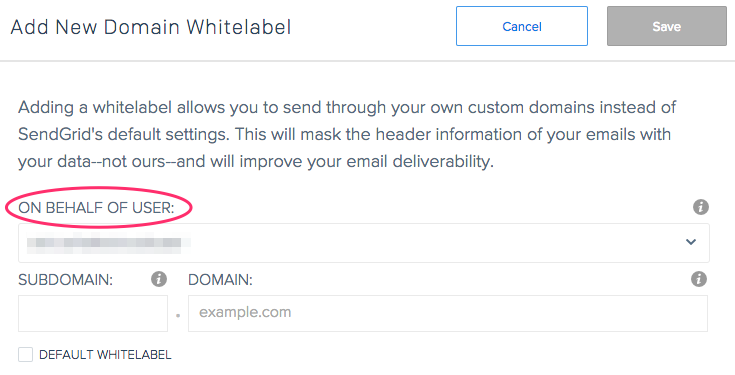 Add New Domain Whitelabel
Cancel
Save
Adding a whitelabel allows you to send through your own custom domains instead of
SendGrid's default settings. This will mask the header information of your emails with
your data--not ours--and will improve your email deliverability.
ON BEHALF OF USER:
SUBDOMAIN:
DOMAIN:
.
example.com
DEFAULT WHITELABEL